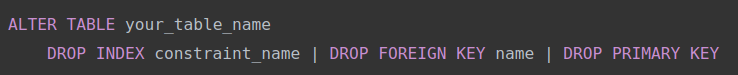 ALTER TABLE your_table_name
DROP INDEX constraint_name | DROP FOREIGN KEY name | DROP PRIMARY KEY